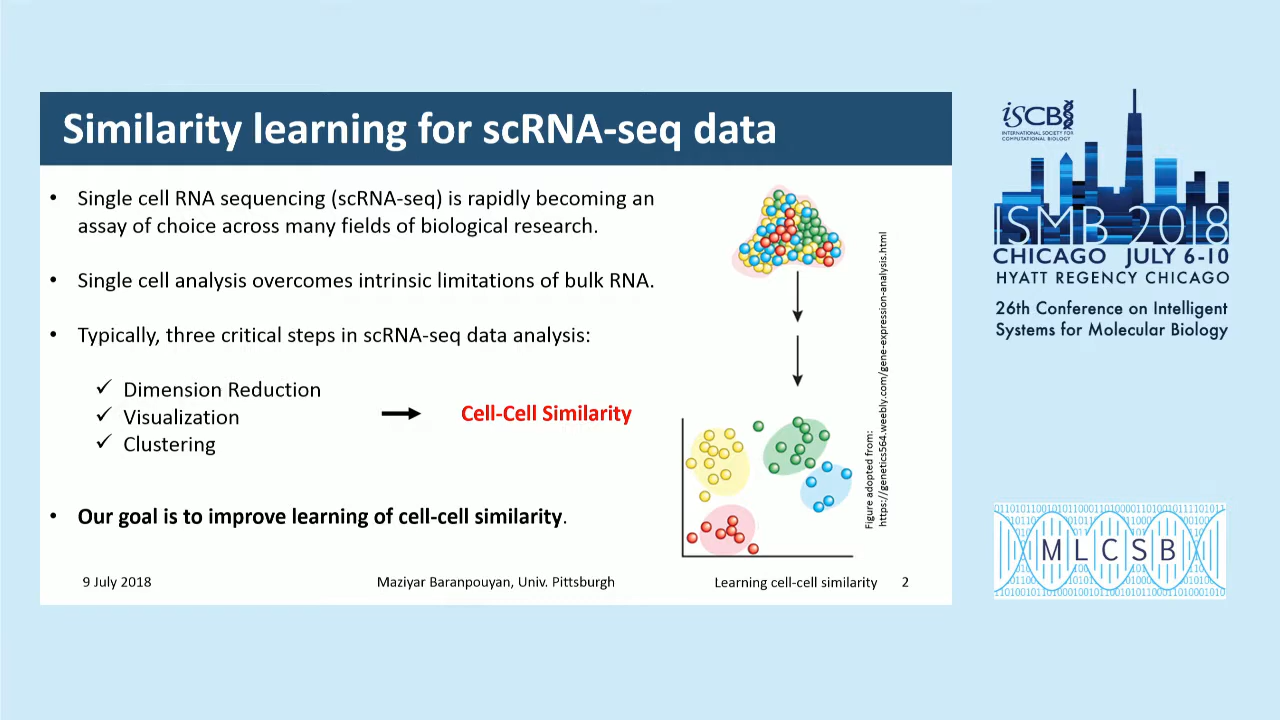 Similarity learning for scRNA-seq data
• Single cell RNA sequencing (scRNA-seq) is rapidly becoming an
assay of choice across many fields of biological research.
• Single cell analysis overcomes intrinsic limitations of bulk RNA.
• Typically, three critical steps in scRNA-seq data analysis:
✓ Dimension Reduction
✓ Visualization
✓ Clustering
Cell-Cell Similarity
• Our goal is to improve learning of cell-cell similarity.
Figure adopted from:
https://genetics564.weebly.com/gene-expression-analysis.html
9 July 2018
Maziyar Baranpouyan, Univ. Pittsburgh
Learning cell-cell similarity
2
iSCB
INTERNATIONAL SOCIETY FOR
COMPUTATIONAL BIOLOGY
ISMB 2018
CHICAGO JULY 6-10
HYATT REGENCY CHICAGO
26th Conference on Intelligent
Systems for Molecular Biology
MLCSB